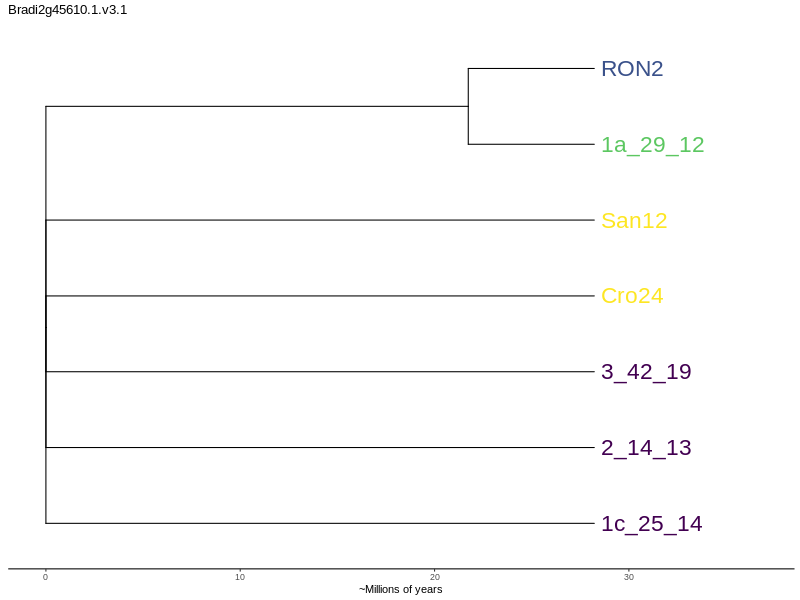 Bradi2g45610.1.v3.1
RON2
1a_29_12
San12
Cro24
3_42_19
2_14_13
1c_25_14
0 10 20 30
~Millions of years